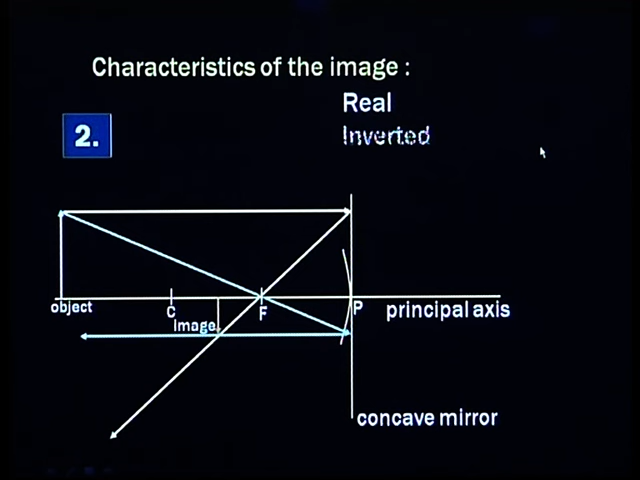 Characteristics of the image :
Real
Inverted
2.
object
C
Image
F
P
principal axis
concave mirror